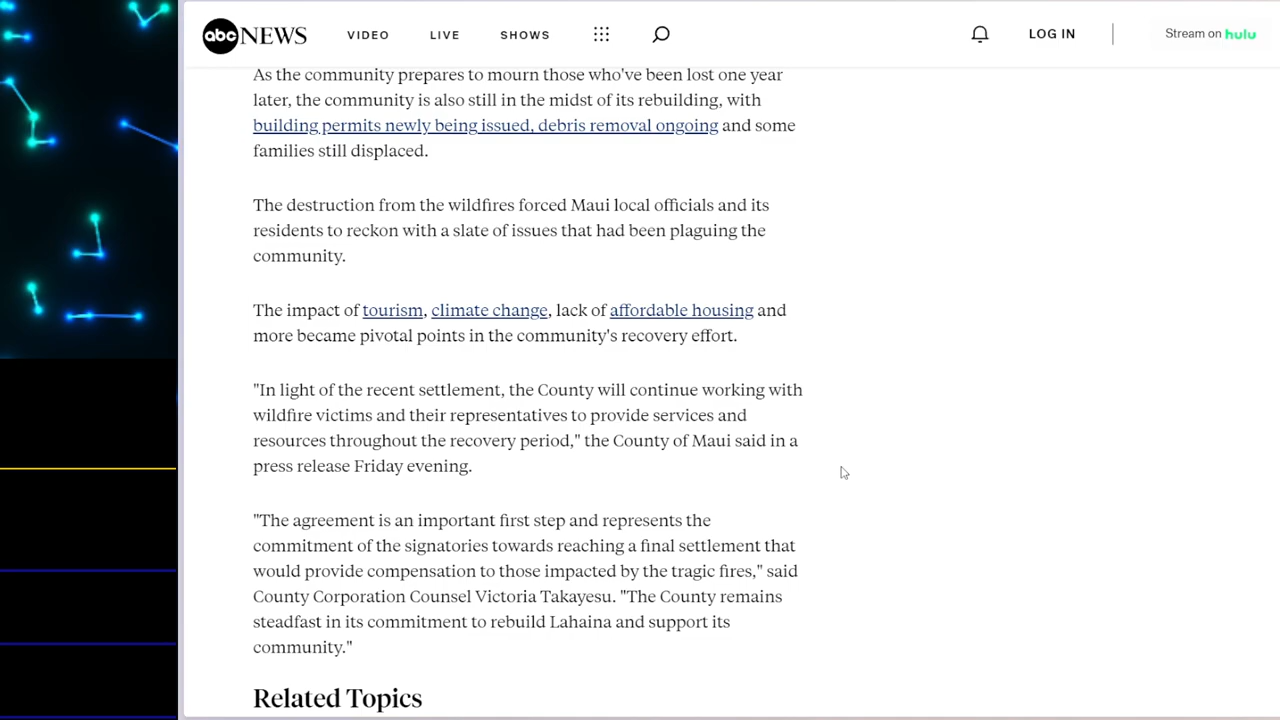 abc NEWS VIDEO LIVE SHOWS LOG IN Stream on hulu
As the community prepares to mourn those who've been lost one year
later, the community is also still in the midst of its rebuilding, with
building permits newly being issued, debris removal ongoing and some
families still displaced.
The destruction from the wildfires forced Maui local officials and its
residents to reckon with a slate of issues that had been plaguing the
community.
The impact of tourism, climate change, lack of affordable housing and
more became pivotal points in the community's recovery effort.
"In light of the recent settlement, the County will continue working with
wildfire victims and their representatives to provide services and
resources throughout the recovery period," the County of Maui said in a
press release Friday evening.
"The agreement is an important first step and represents the
commitment of the signatories towards reaching a final settlement that
would provide compensation to those impacted by the tragic fires," said
County Corporation Counsel Victoria Takayesu. "The County remains
steadfast in its commitment to rebuild Lahaina and support its
community."
Related Topics